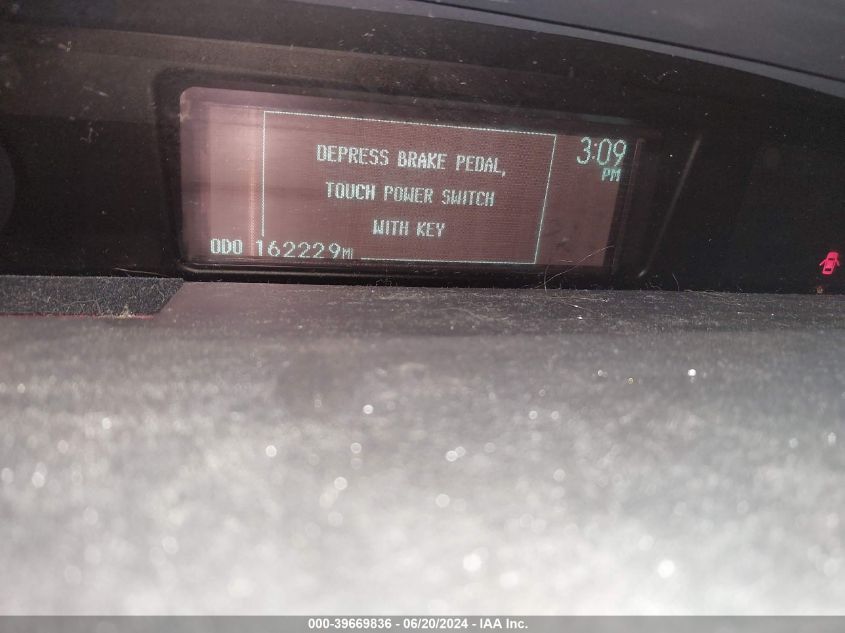 DEPRESS BRAKE PEDAL,
TOUCH POWER SWITCH
WITH KEY
3:09
PM
ODO 162229MI
000-39669836 / 06/20/2024 - IAA Inc.